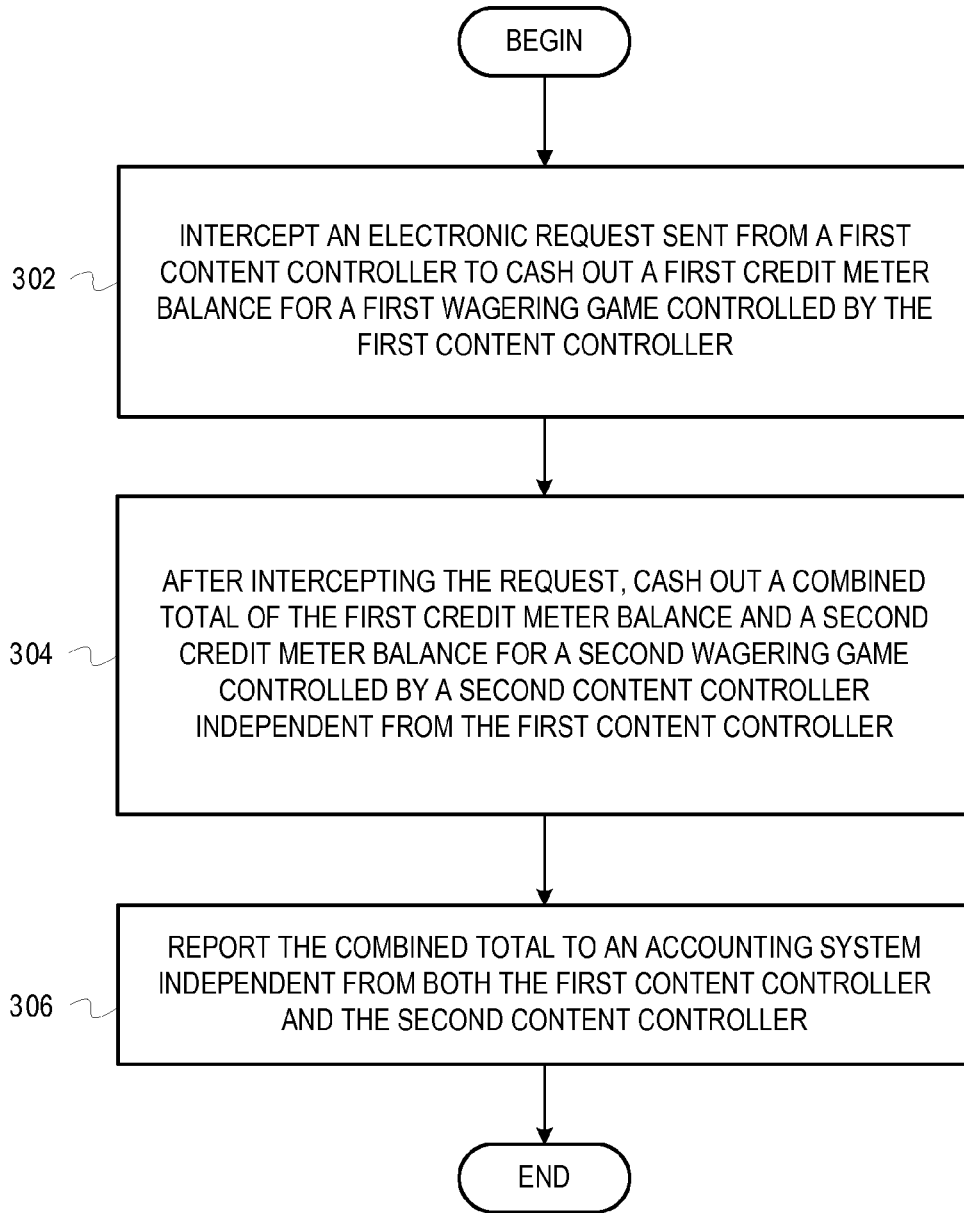 BEGIN
302
INTERCEPT AN ELECTRONIC REQUEST SENT FROM A FIRST
CONTENT CONTROLLER TO CASH OUT A FIRST CREDIT METER
BALANCE FOR A FIRST WAGERING GAME CONTROLLED BY THE
FIRST CONTENT CONTROLLER
304
AFTER INTERCEPTING THE REQUEST, CASH OUT A COMBINED
TOTAL OF THE FIRST CREDIT METER BALANCE AND A SECOND
CREDIT METER BALANCE FOR A SECOND WAGERING GAME
CONTROLLED BY A SECOND CONTENT CONTROLLER
INDEPENDENT FROM THE FIRST CONTENT CONTROLLER
306
REPORT THE COMBINED TOTAL TO AN ACCOUNTING SYSTEM
INDEPENDENT FROM BOTH THE FIRST CONTENT CONTROLLER
AND THE SECOND CONTENT CONTROLLER
END